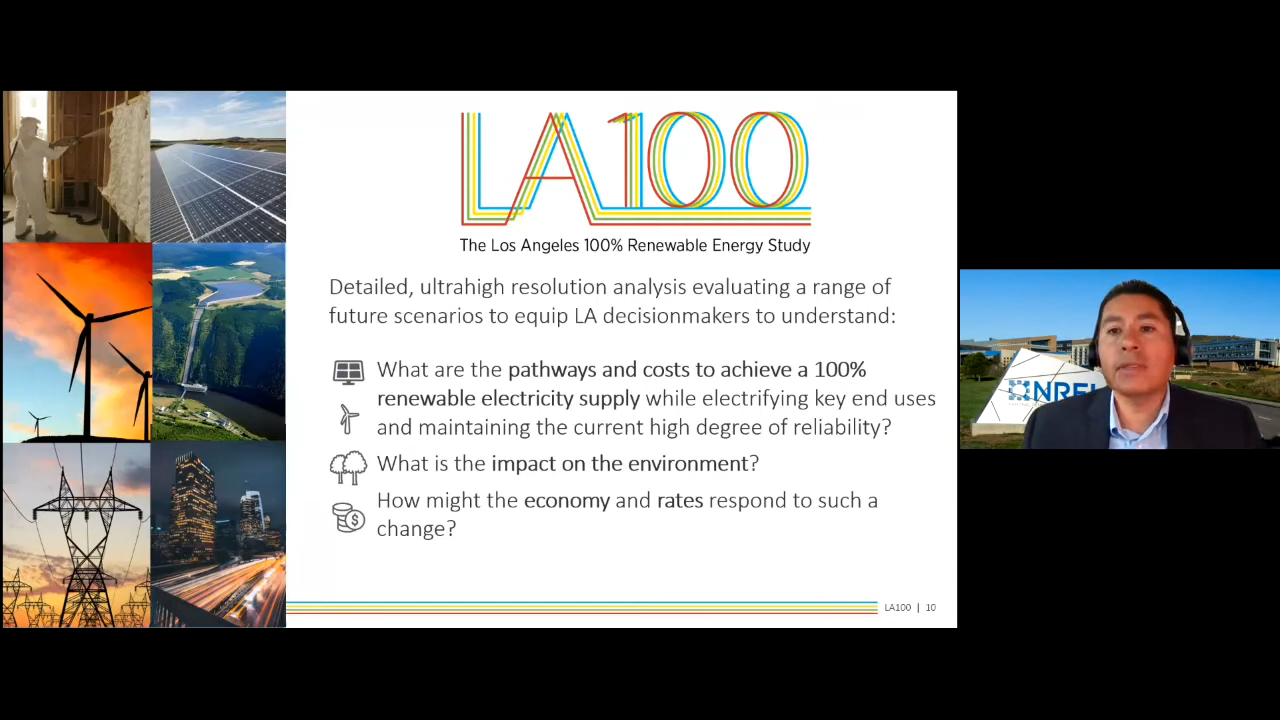 LA100
The Los Angeles 100% Renewable Energy Study
Detailed, ultrahigh resolution analysis evaluating a range of
future scenarios to equip LA decisionmakers to understand:
What are the pathways and costs to achieve a 100%
renewable electricity supply while electrifying key end uses
and maintaining the current high degree of reliability?
What is the impact on the environment?
How might the economy and rates respond to such a
change?
LA100 | 10
NREL